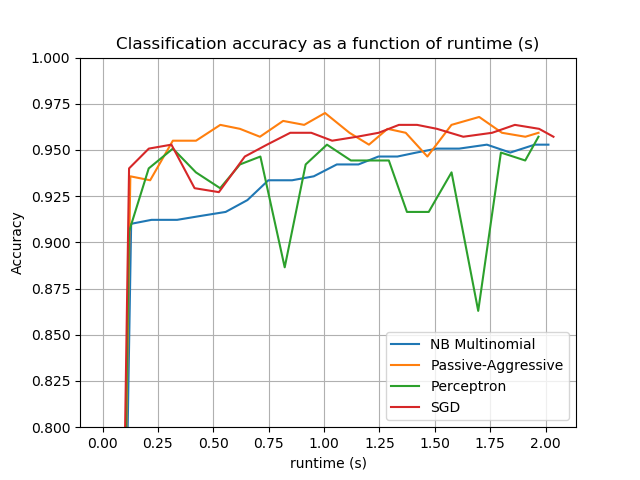 Classification accuracy as a function of runtime (s)
1.000
0.975
0.950
0.925
0.900
0.875
0.850
0.825
0.800
Accuracy
NB Multinomial
Passive-Aggressive
Perceptron
SGD
0.00 0.25 0.50 0.75 1.00 1.25 1.50 1.75 2.00
runtime (s)